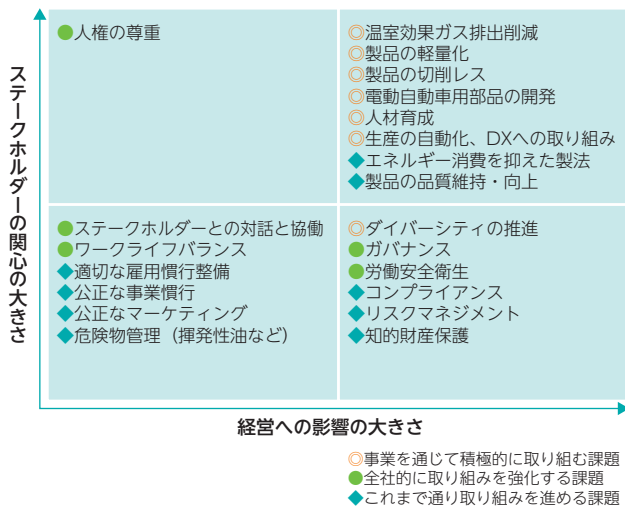 ステークホルダーの関心の大きさ
●人権の尊重
◎温室効果ガス排出削減
◎製品の軽量化
◎製品の切削レス
◎電動自動車用部品の開発
◎人材育成
◎生産の自動化、DXへの取り組み
◆エネルギー消費を抑えた製法
◆製品の品質維持・向上
●ステークホルダーとの対話と協働
●ワークライフバランス
◆適切な雇用慣行整備
◆公正な事業慣行
◆公正なマーケティング
◆危険物管理（揮発性油など）
◎ダイバーシティの推進
●ガバナンス
●労働安全衛生
◆コンプライアンス
◆リスクマネジメント
◆知的財産保護
経営への影響の大きさ
◎事業を通じて積極的に取り組む課題
●全社的に取り組みを強化する課題
◆これまで通り取り組みを進める課題